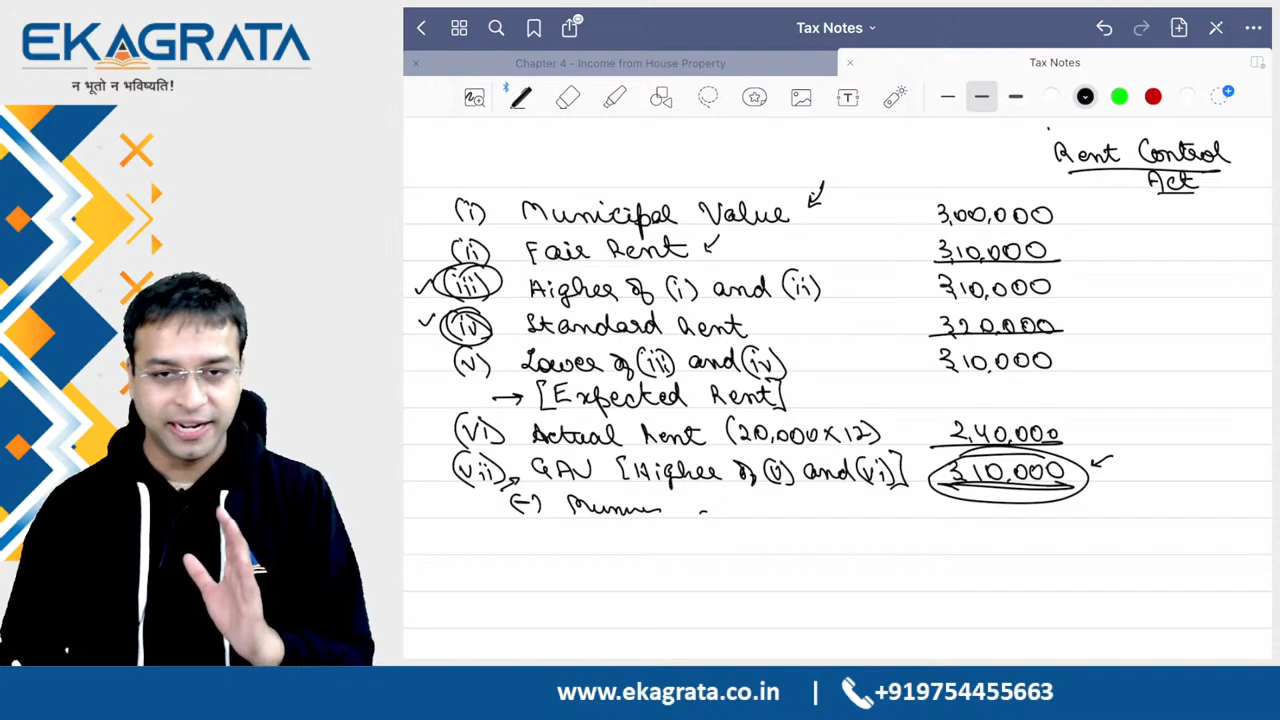 EKAGRATA
न भूतो न भविष्यति!
Tax Notes
Chapter 4 - Income from House Property
Tax Notes
Rent Control
Act
(i) Municipal Value 3,00,000
(ii) Fair Rent 3,10,000
(iii) Higher of (i) and (ii) 3,10,000
(iv) Standard Rent 3,20,000
(v) Lower of (iii) and (iv) 3,10,000
→ [Expected Rent]
(vi) Actual Rent (20,000×12) 2,40,000
(vii) GAV [Higher of (v) and (vi)] 3,10,000
(-)
www.ekagrata.co.in | +919754455663